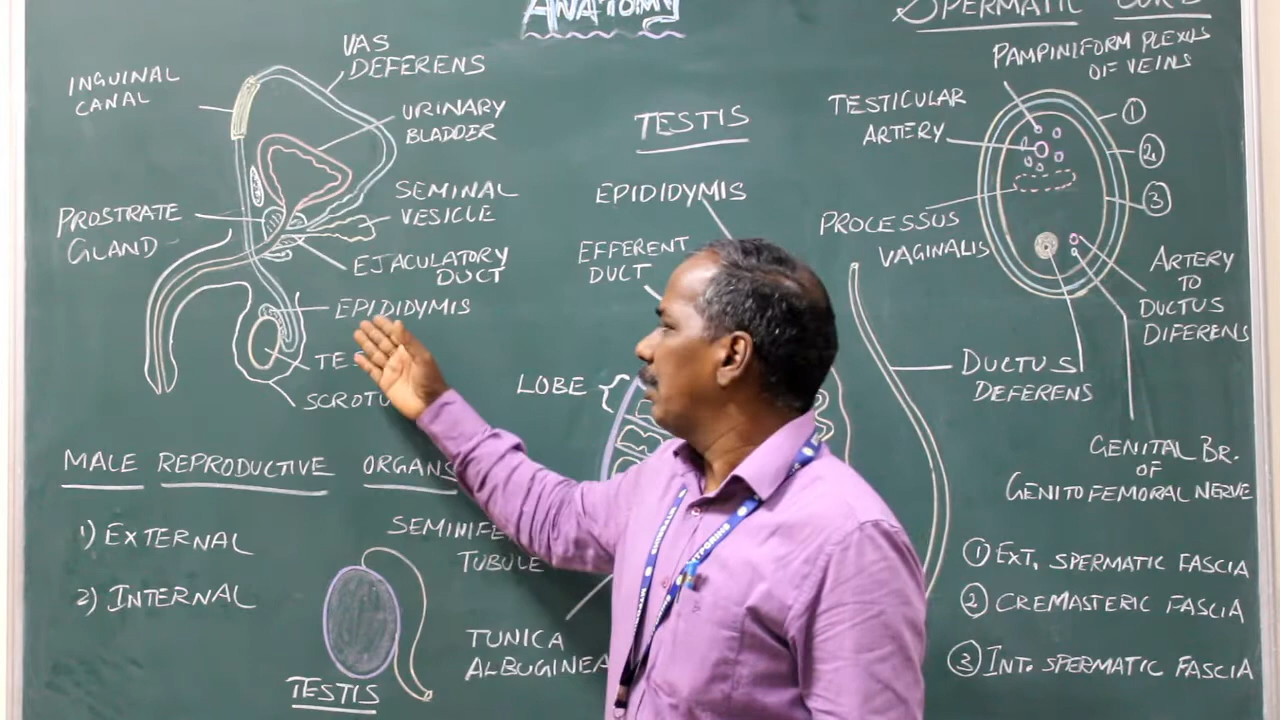 ANATOMY
SPERMATIC CORD
INGUINAL
CANAL
VAS
DEFERENS
URINARY
BLADDER
PROSTRATE
GLAND
SEMINAL
VESICLE
EJACULATORY
DUCT
EPIDIDYMIS
SCROTU
MALE REPRODUCTIVE ORGANS
1) EXTERNAL
2) INTERNAL
TESTIS
TESTIS
EPIDIDYMIS
EFFERENT
DUCT
LOBE
SEMINIFE
TUBULE
TUNICA
ALBUGINEA
PAMPINIFORM PLEXUS
OF VEINS
TESTICULAR
ARTERY
1
2
3
PROCESSUS
VAGINALIS
ARTERY
TO
DUCTUS
DIFERENS
DUCTUS
DEFERENS
GENITAL BR.
OF
GENITOFEMORAL NERVE
1 EXT. SPERMATIC FASCIA
2 CREMASTERIC FASCIA
3 INT. SPERMATIC FASCIA